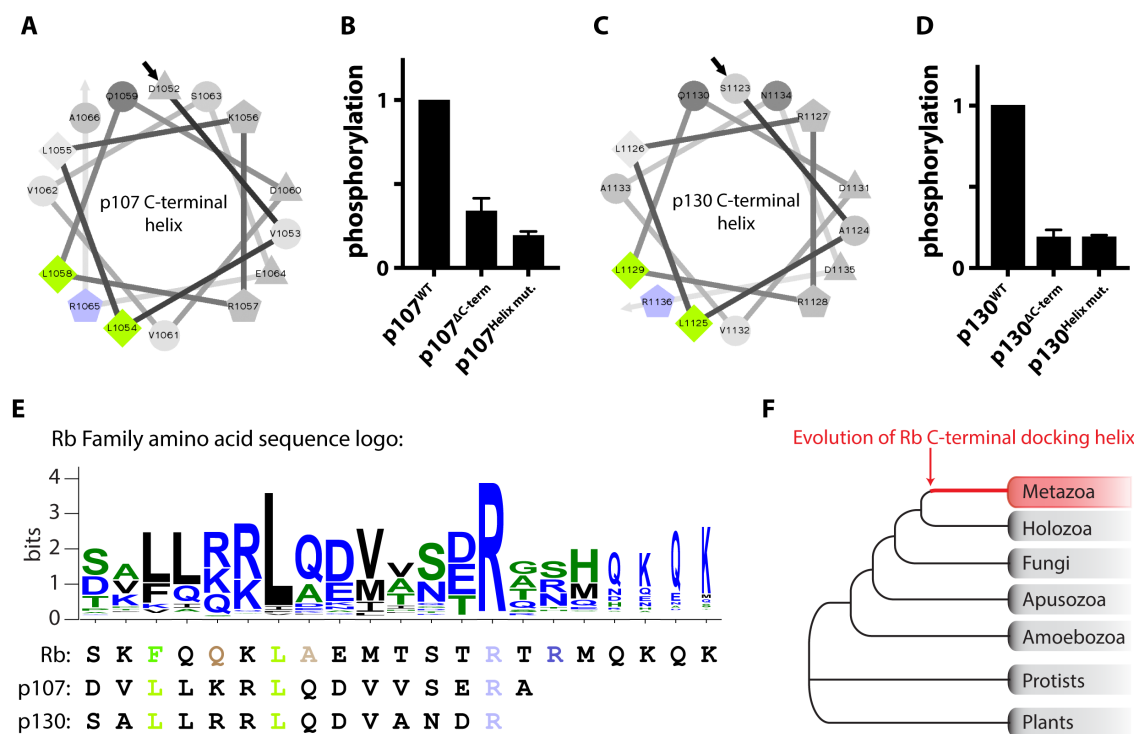 A
B
C
D
Q1059
D1052
S1063
A1066
K1056
L1055
V1062
D1060
p107 C-terminal
helix
V1053
L1058
E1064
R1065
R1057
L1054
V1061
phosphorylation
1
0
p107WT
p107ΔC-term
p107Helix mut.
Q1130
S1123
N1134
R1127
L1126
A1133
D1131
p130 C-terminal
helix
A1124
L1129
D1135
R1136
R1128
L1125
V1132
phosphorylation
1
0
p130WT
p130ΔC-term
p130Helix mut.
E
Rb Family amino acid sequence logo:
bits
4
3
2
1
0
Rb: S K F Q Q K L A E M T S T R T R M Q K Q K
p107: D V L L K R L Q D V V S E R A
p130: S A L L R R L Q D V A N D R
F
Evolution of Rb C-terminal docking helix
Metazoa
Holozoa
Fungi
Apusozoa
Amoebozoa
Protists
Plants